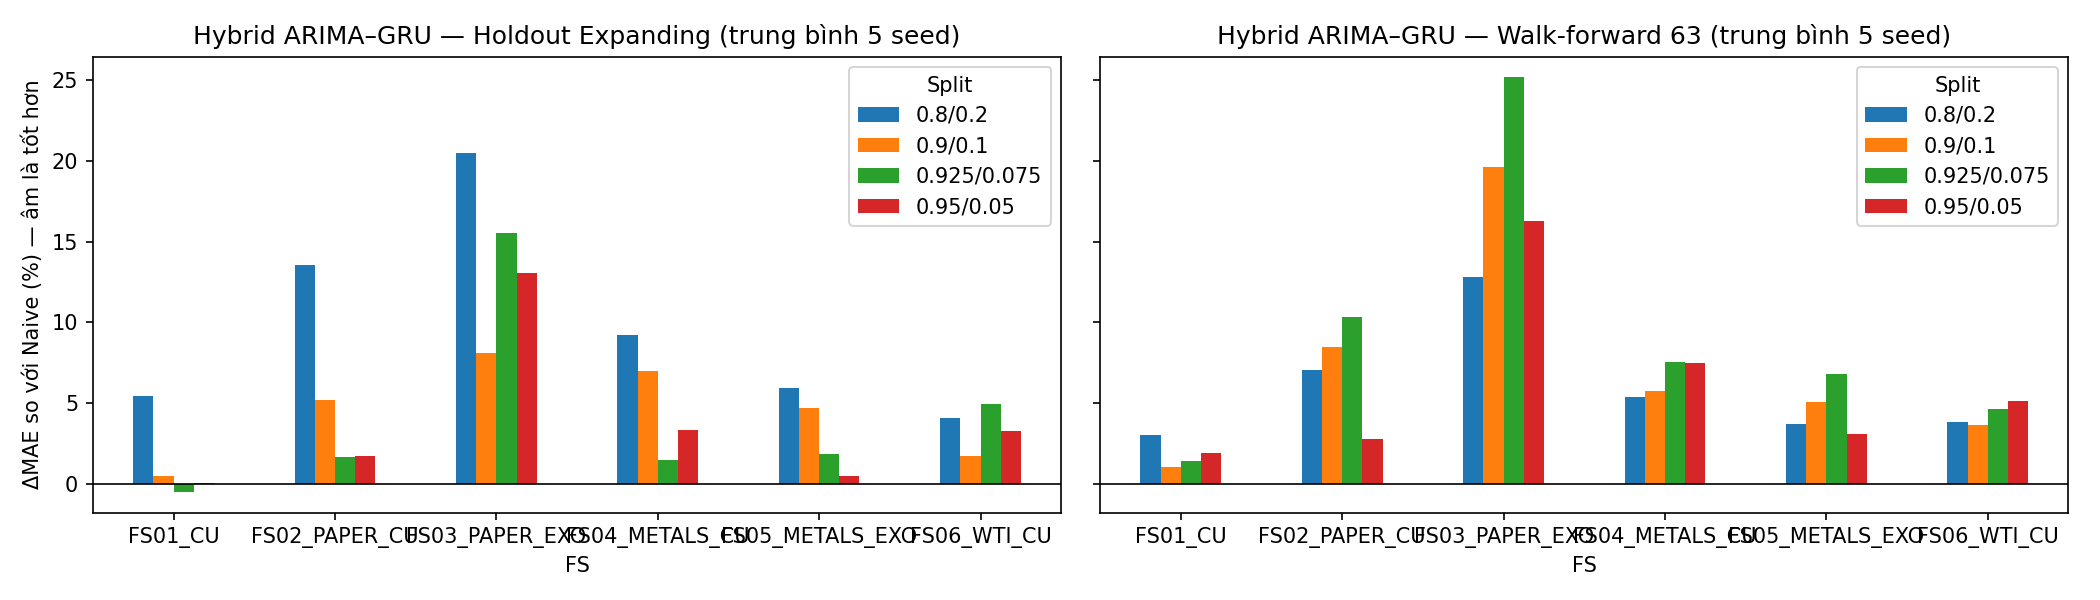 Hybrid ARIMA–GRU — Holdout Expanding (trung bình 5 seed)
ΔMAE so với Naive (%) — âm là tốt hơn
25
20
15
10
5
0
Split
0.8/0.2
0.9/0.1
0.925/0.075
0.95/0.05
FS01_CU FS02_PAPER_CU FS03_PAPER_EXO FS04_METALS_CU FS05_METALS_EXO FS06_WTI_CU
FS
Hybrid ARIMA–GRU — Walk-forward 63 (trung bình 5 seed)
Split
0.8/0.2
0.9/0.1
0.925/0.075
0.95/0.05
FS01_CU FS02_PAPER_CU FS03_PAPER_EXO FS04_METALS_CU FS05_METALS_EXO FS06_WTI_CU
FS